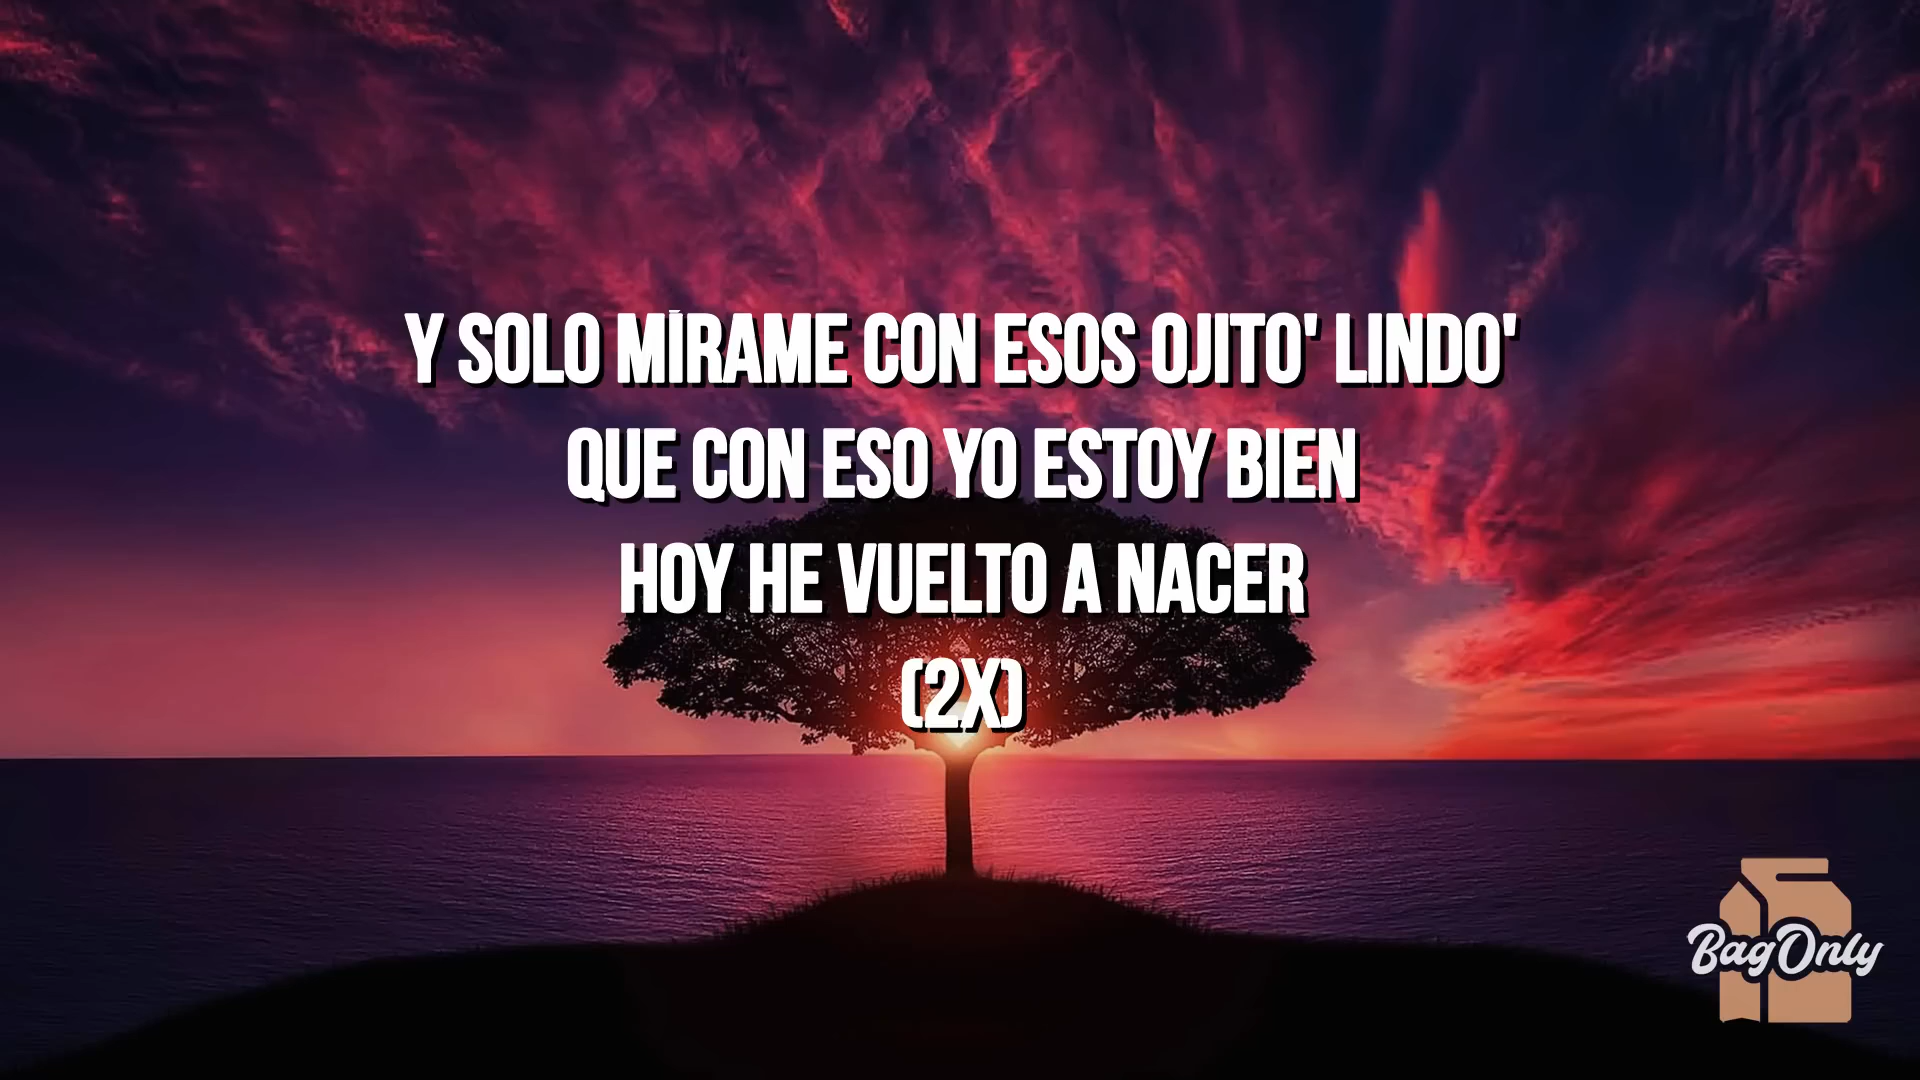 Y SOLO MÍRAME CON ESOS OJITO' LINDO'
QUE CON ESO YO ESTOY BIEN
HOY HE VUELTO A NACER
(2X)
BagOnly